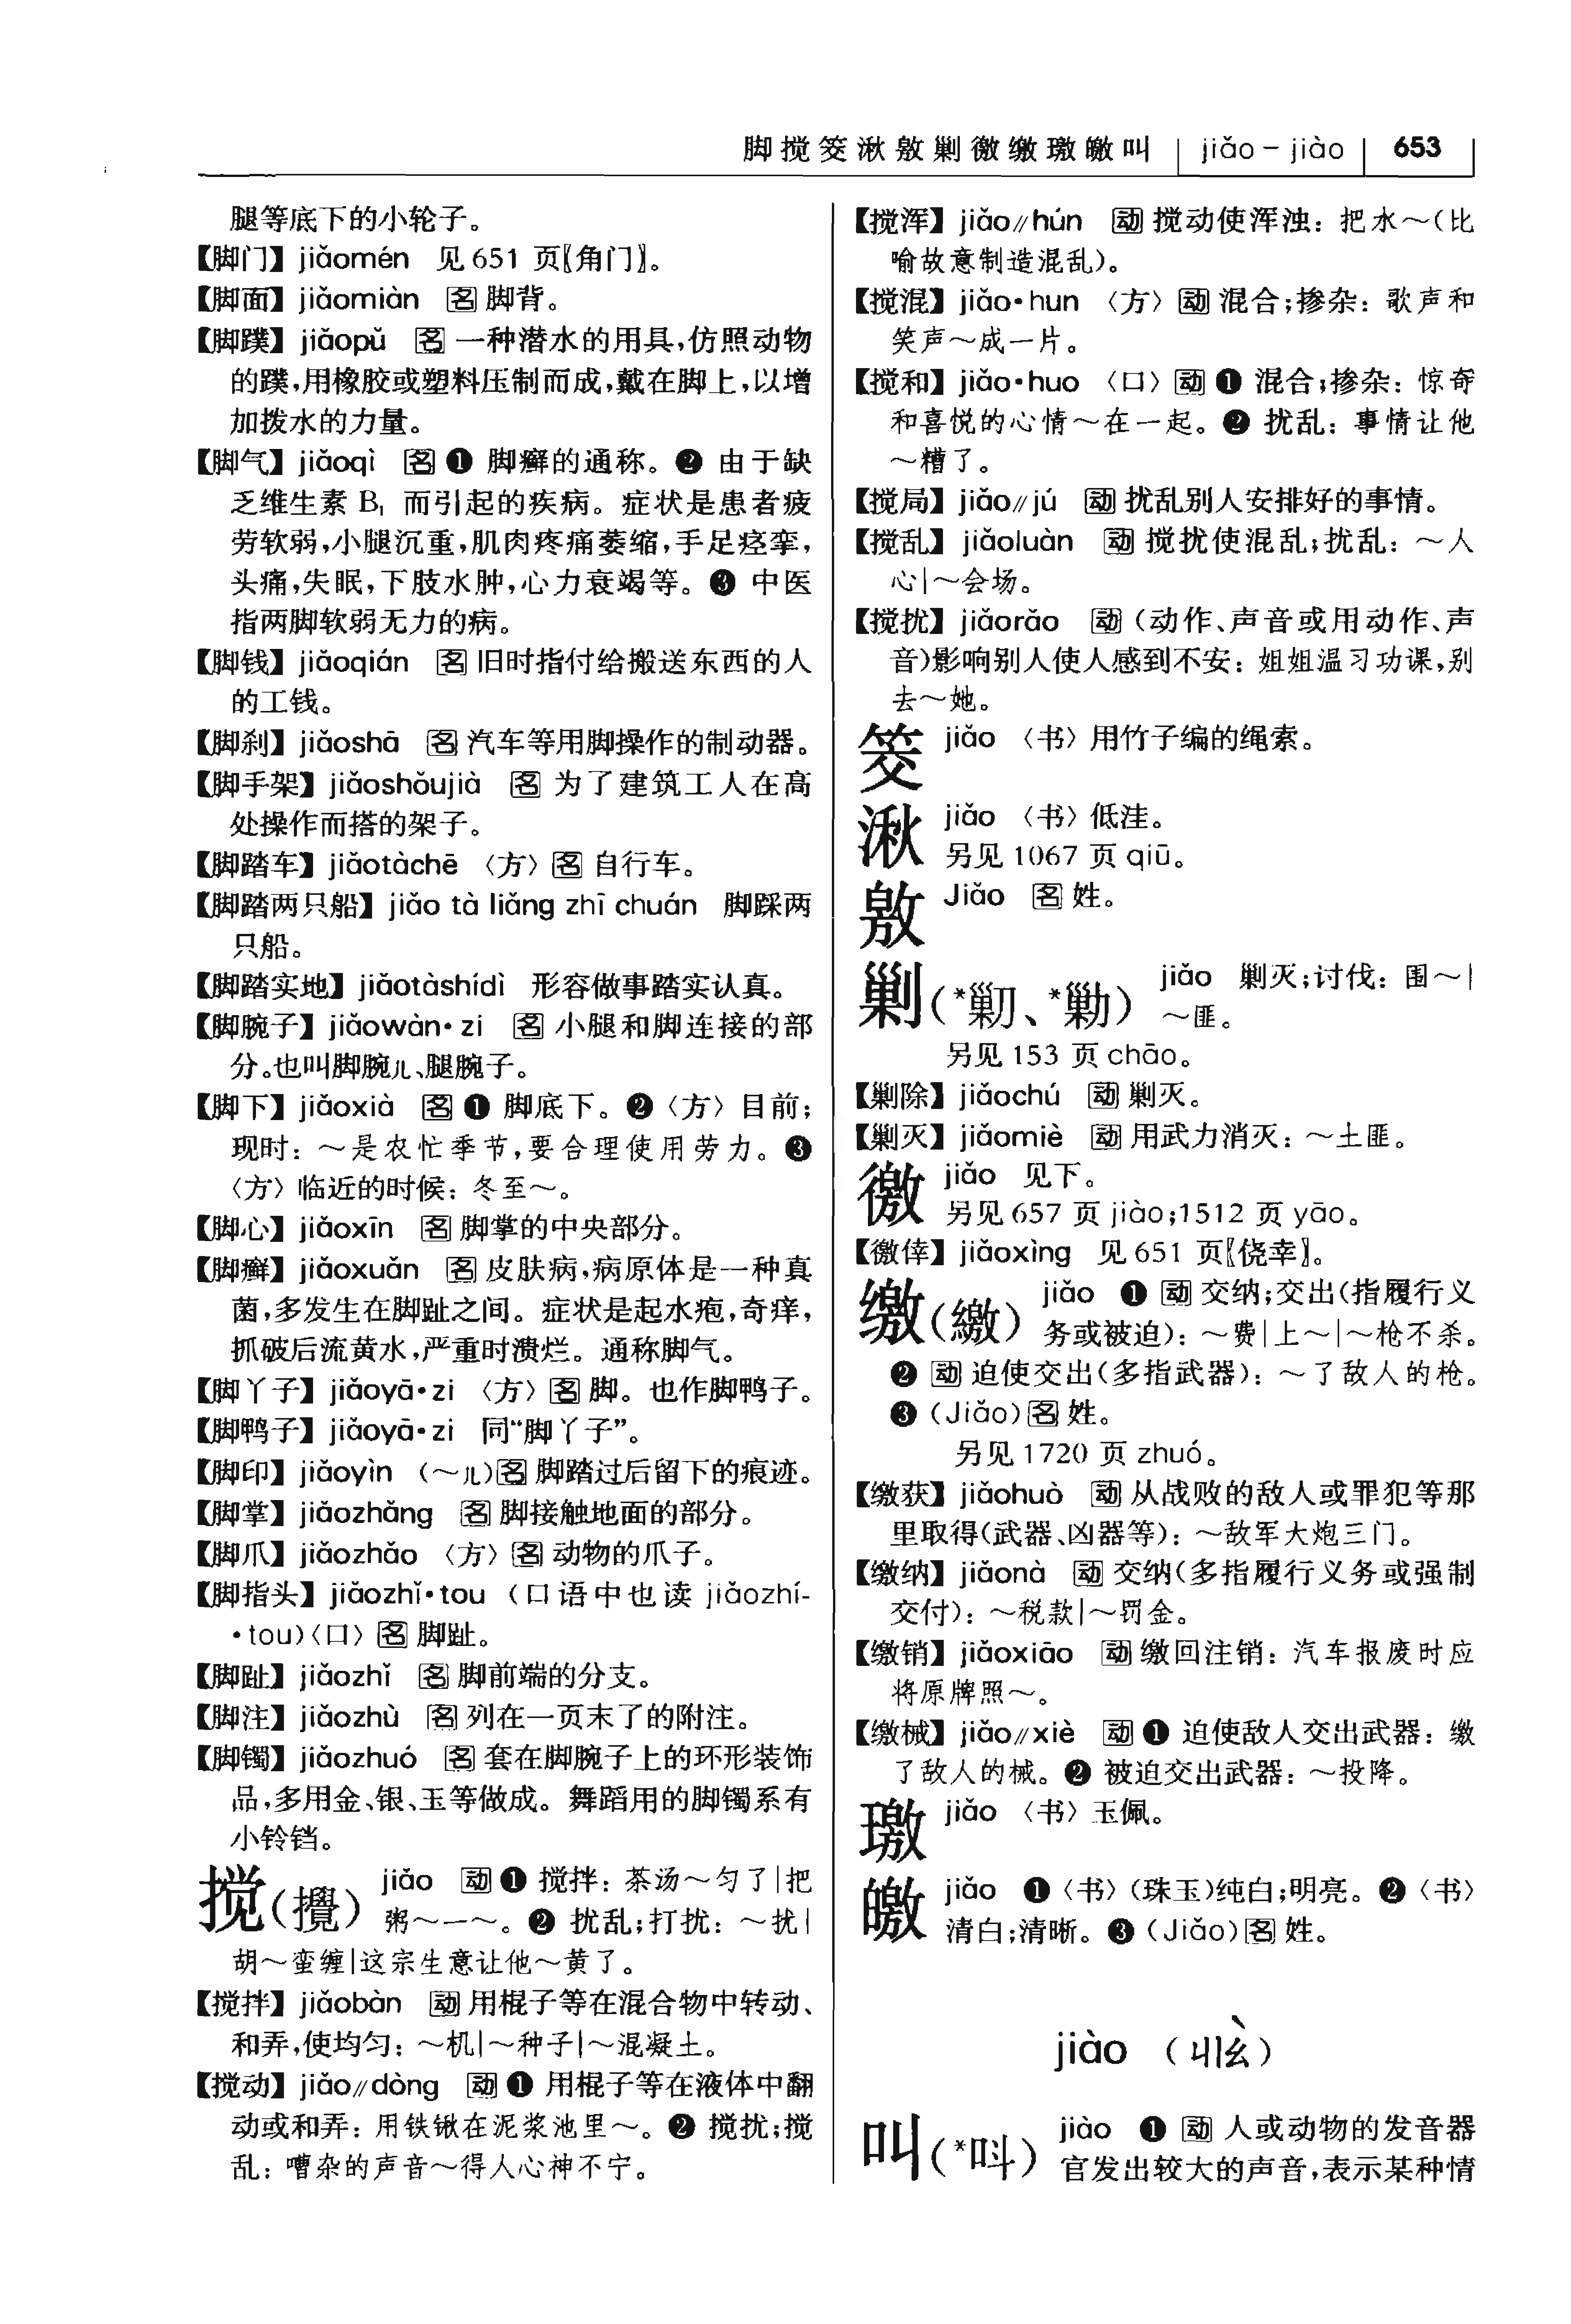 脚搅筊湫敫剿徼缴璬皦叫 jiǎo－jiào 653
腿等底下的小轮子。
【脚门】jiǎomén 见651页〖角门〗。
【脚面】jiǎomiàn 名 脚背。
【脚蹼】jiǎopǔ 名 一种潜水的用具,仿照动物
的蹼,用橡胶或塑料压制而成,戴在脚上,以增
加拨水的力量。
【脚气】jiǎoqì 名 ❶ 脚癣的通称。❷ 由于缺
乏维生素 B₁ 而引起的疾病。症状是患者疲
劳软弱,小腿沉重,肌肉疼痛萎缩,手足痉挛,
头痛,失眠,下肢水肿,心力衰竭等。❸ 中医
指两脚软弱无力的病。
【脚钱】jiǎoqián 名 旧时指付给搬送东西的人
的工钱。
【脚刹】jiǎoshā 名 汽车等用脚操作的制动器。
【脚手架】jiǎoshǒujià 名 为了建筑工人在高
处操作而搭的架子。
【脚踏车】jiǎotàchē 〈方〉名 自行车。
【脚踏两只船】jiǎo tà liǎng zhī chuán 脚踩两
只船。
【脚踏实地】jiǎotàshídì 形容做事踏实认真。
【脚腕子】jiǎowàn·zi 名 小腿和脚连接的部
分。也叫脚腕儿、腿腕子。
【脚下】jiǎoxià 名 ❶ 脚底下。❷〈方〉目前;
现时：～是农忙季节,要合理使用劳力。❸
〈方〉临近的时候：冬至～。
【脚心】jiǎoxīn 名 脚掌的中央部分。
【脚癣】jiǎoxuǎn 名 皮肤病,病原体是一种真
菌,多发生在脚趾之间。症状是起水疱,奇痒,
抓破后流黄水,严重时溃烂。通称脚气。
【脚丫子】jiǎoyā·zi 〈方〉名 脚。也作脚鸭子。
【脚鸭子】jiǎoyā·zi 同“脚丫子”。
【脚印】jiǎoyìn （～儿）名 脚踏过后留下的痕迹。
【脚掌】jiǎozhǎng 名 脚接触地面的部分。
【脚爪】jiǎozhǎo 〈方〉名 动物的爪子。
【脚指头】jiǎozhǐ·tou （口语中也读 jiǎozhí-
·tou）〈口〉名 脚趾。
【脚趾】jiǎozhǐ 名 脚前端的分支。
【脚注】jiǎozhù 名 列在一页末了的附注。
【脚镯】jiǎozhuó 名 套在脚腕子上的环形装饰
品,多用金、银、玉等做成。舞蹈用的脚镯系有
小铃铛。
搅（攪） jiǎo 动 ❶ 搅拌：茶汤～匀了|把
粥～一～。❷ 扰乱;打扰：～扰|
胡～蛮缠|这宗生意让他～黄了。
【搅拌】jiǎobàn 动 用棍子等在混合物中转动、
和弄,使均匀：～机|～种子|～混凝土。
【搅动】jiǎo∥dòng 动 ❶ 用棍子等在液体中翻
动或和弄：用铁锹在泥浆池里～。❷ 搅扰;搅
乱：嘈杂的声音～得人心神不宁。
【搅浑】jiǎo∥hún 动 搅动使浑浊：把水～（比
喻故意制造混乱）。
【搅混】jiǎo·hun 〈方〉动 混合;掺杂：歌声和
笑声～成一片。
【搅和】jiǎo·huo 〈口〉动 ❶ 混合;掺杂：惊奇
和喜悦的心情～在一起。❷ 扰乱：事情让他
～糟了。
【搅局】jiǎo∥jú 动 扰乱别人安排好的事情。
【搅乱】jiǎoluàn 动 搅扰使混乱;扰乱：～人
心|～会场。
【搅扰】jiǎorǎo 动（动作、声音或用动作、声
音）影响别人使人感到不安：姐姐温习功课,别
去～她。
筊 jiǎo 〈书〉用竹子编的绳索。
湫 jiǎo 〈书〉低洼。
另见1067页 qiū。
敫 Jiǎo 名 姓。
剿（*剿、*勦） jiǎo 剿灭;讨伐：围～|
～匪。
另见153页 chāo。
【剿除】jiǎochú 动 剿灭。
【剿灭】jiǎomiè 动 用武力消灭：～土匪。
徼 jiǎo 见下。
另见657页 jiào;1512页 yāo。
【徼倖】jiǎoxìng 见651页〖侥幸〗。
缴（繳） jiǎo ❶ 动 交纳;交出（指履行义
务或被迫）：～费|上～|～枪不杀。
❷ 动 迫使交出（多指武器）：～了敌人的枪。
❸（Jiǎo）名 姓。
另见1720页 zhuó。
【缴获】jiǎohuò 动 从战败的敌人或罪犯等那
里取得（武器、凶器等）：～敌军大炮三门。
【缴纳】jiǎonà 动 交纳（多指履行义务或强制
交付）：～税款|～罚金。
【缴销】jiǎoxiāo 动 缴回注销：汽车报废时应
将原牌照～。
【缴械】jiǎo∥xiè 动 ❶ 迫使敌人交出武器：缴
了敌人的械。❷ 被迫交出武器：～投降。
璬 jiǎo 〈书〉玉佩。
皦 jiǎo ❶〈书〉（珠玉）纯白;明亮。❷〈书〉
清白;清晰。❸（Jiǎo）名 姓。
jiào （ㄐㄧㄠˋ）
叫（*呌） jiào ❶ 动 人或动物的发音器
官发出较大的声音,表示某种情